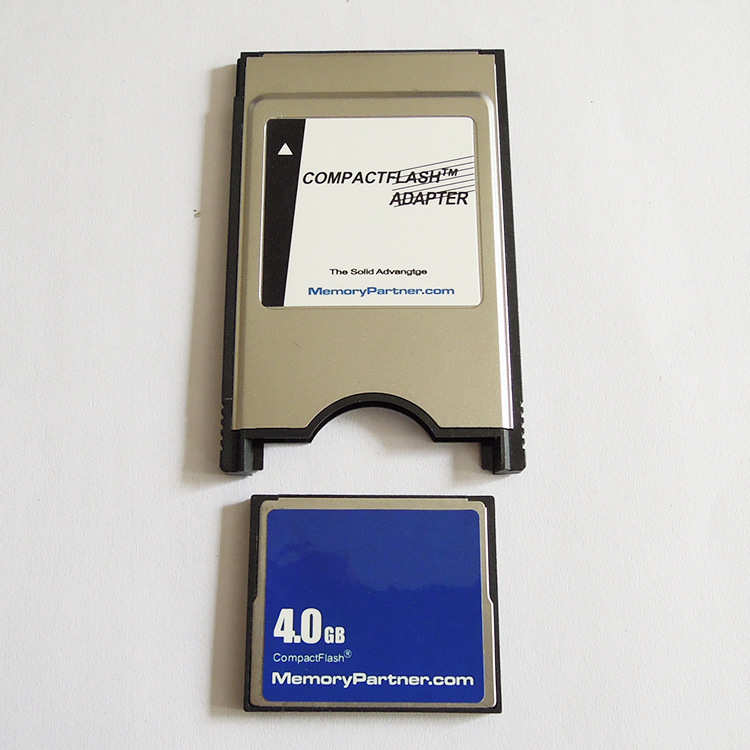 COMPACTFLASH™
ADAPTER
The Solid Advangtge
MemoryPartner.com
4.0GB
CompactFlash®
MemoryPartner.com